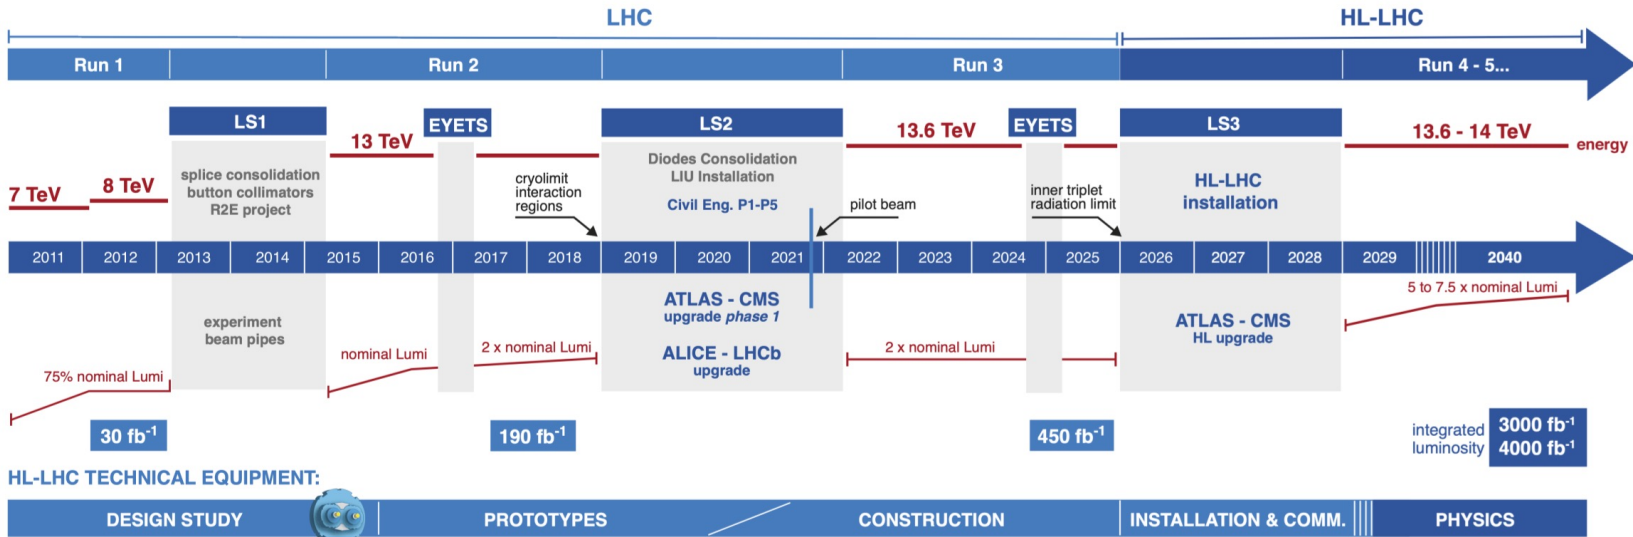 LHC
HL-LHC
Run 1
Run 2
Run 3
Run 4 - 5...
LS1
EYETS
LS2
EYETS
LS3
13 TeV
13.6 TeV
13.6 - 14 TeV
energy
7 TeV
8 TeV
splice consolidation
button collimators
R2E project
cryolimit
interaction
regions
Diodes Consolidation
LIU Installation
Civil Eng. P1-P5
pilot beam
inner triplet
radiation limit
HL-LHC
installation
2011
2012
2013
2014
2015
2016
2017
2018
2019
2020
2021
2022
2023
2024
2025
2026
2027
2028
2029
2040
experiment
beam pipes
ATLAS - CMS
upgrade phase 1
ALICE - LHCb
upgrade
ATLAS - CMS
HL upgrade
75% nominal Lumi
nominal Lumi
2 x nominal Lumi
2 x nominal Lumi
5 to 7.5 x nominal Lumi
30 fb⁻¹
190 fb⁻¹
450 fb⁻¹
integrated
luminosity
3000 fb⁻¹
4000 fb⁻¹
HL-LHC TECHNICAL EQUIPMENT:
DESIGN STUDY
PROTOTYPES
CONSTRUCTION
INSTALLATION & COMM.
PHYSICS